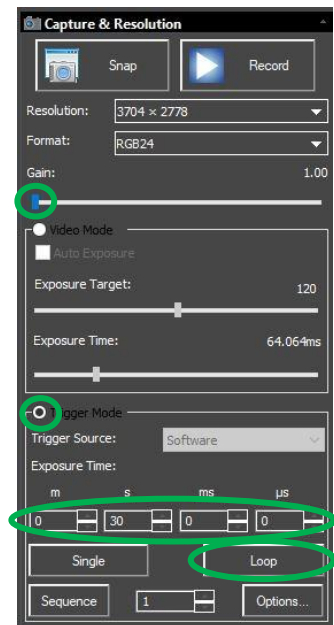 Capture & Resolution
Snap Record
Resolution: 3704 × 2778
Format: RGB24
Gain: 1.00
Video Mode
Auto Exposure
Exposure Target: 120
Exposure Time: 64.064ms
Trigger Mode
Trigger Source: Software
Exposure Time:
m s ms µs
0 30 0 0
Single Loop
Sequence 1 Options...